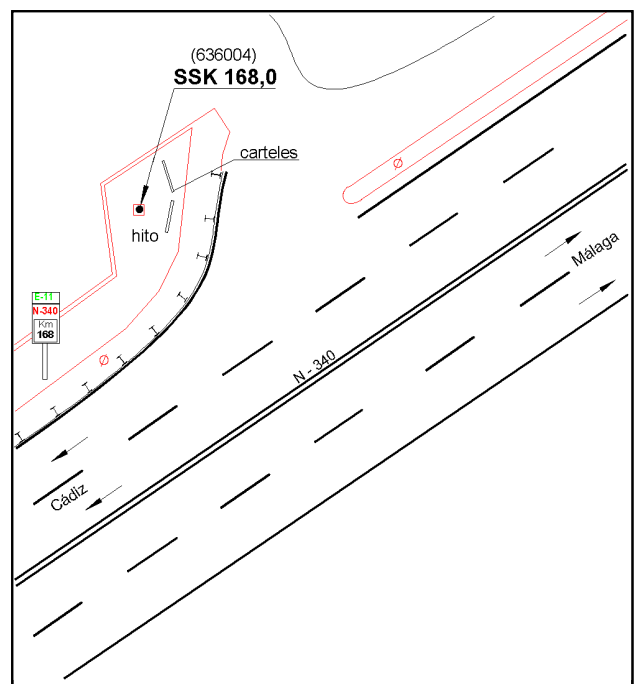 (636004)
SSK 168,0
carteles
hito
E-11
N-340
Km
168
Málaga
N - 340
Cádiz